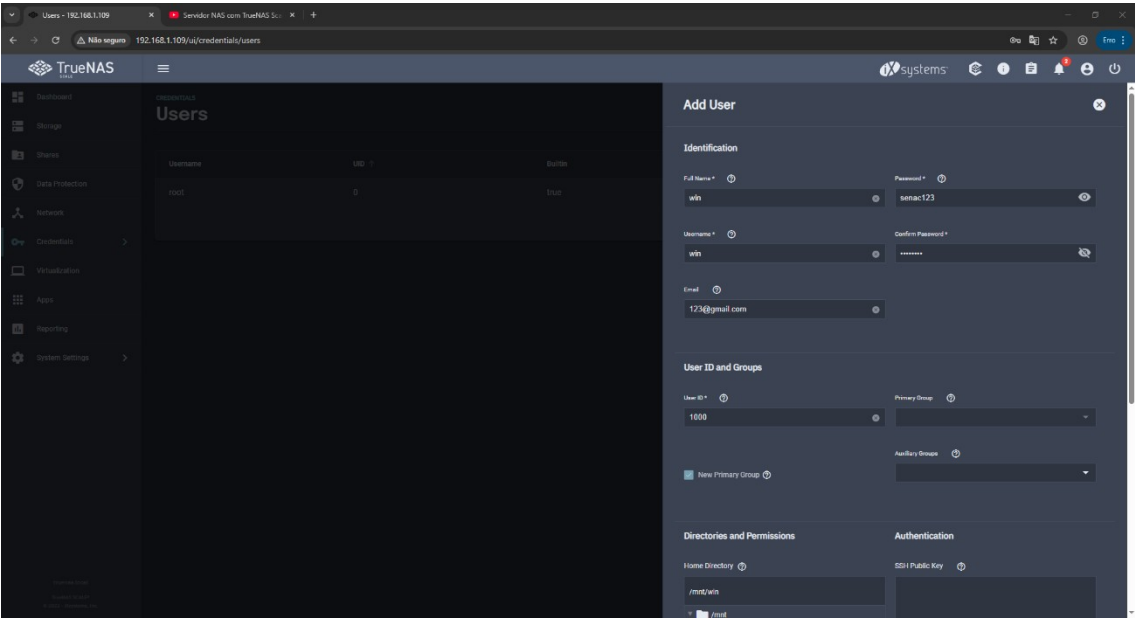 Users - 192.168.1.109
Servidor NAS com TrueNAS Sca
Não seguro 192.168.1.109/ui/credentials/users
Erro
TrueNAS
SCALE
iXsystems
Dashboard
Storage
Shares
Data Protection
Network
Credentials
Virtualization
Apps
Reporting
System Settings
CREDENTIALS
Users
Username UID Builtin
root 0 true
Add User
Identification
Full Name * Password *
win senac123
Username * Confirm Password *
win ••••••••
Email
123@gmail.com
User ID and Groups
User ID * Primary Group
1000
Auxiliary Groups
New Primary Group
Directories and Permissions Authentication
Home Directory SSH Public Key
/mnt/win
/mnt